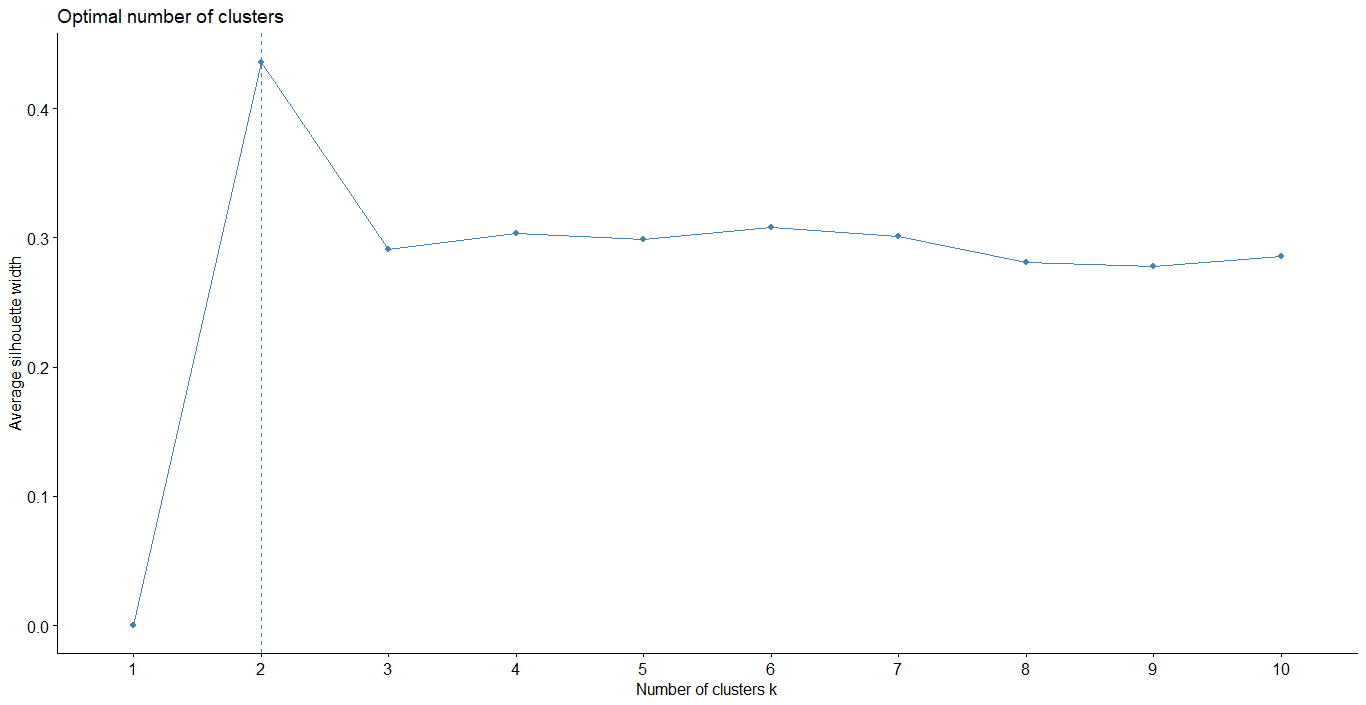 Optimal number of clusters
Average silhouette width
0.4
0.3
0.2
0.1
0.0
1 2 3 4 5 6 7 8 9 10
Number of clusters k